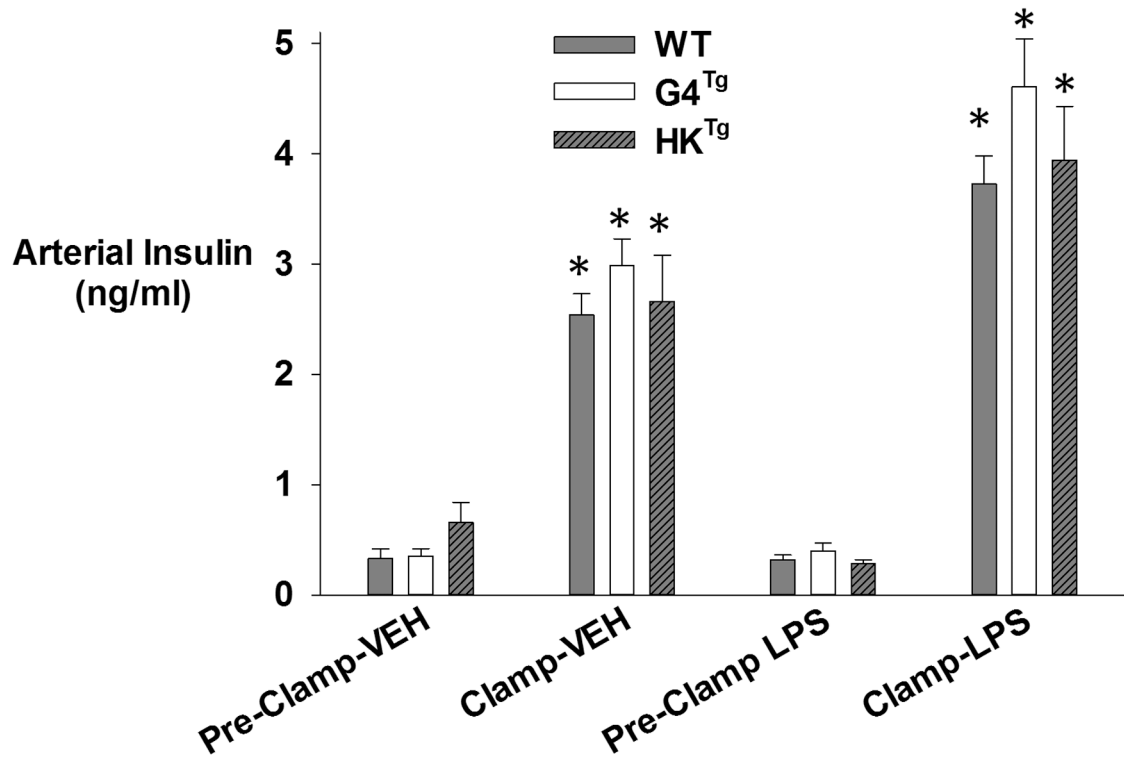 WT
G4Tg
HKTg
Arterial Insulin
(ng/ml)
5
4
3
2
1
0
*
*
*
*
*
*
Pre-Clamp-VEH
Clamp-VEH
Pre-Clamp LPS
Clamp-LPS